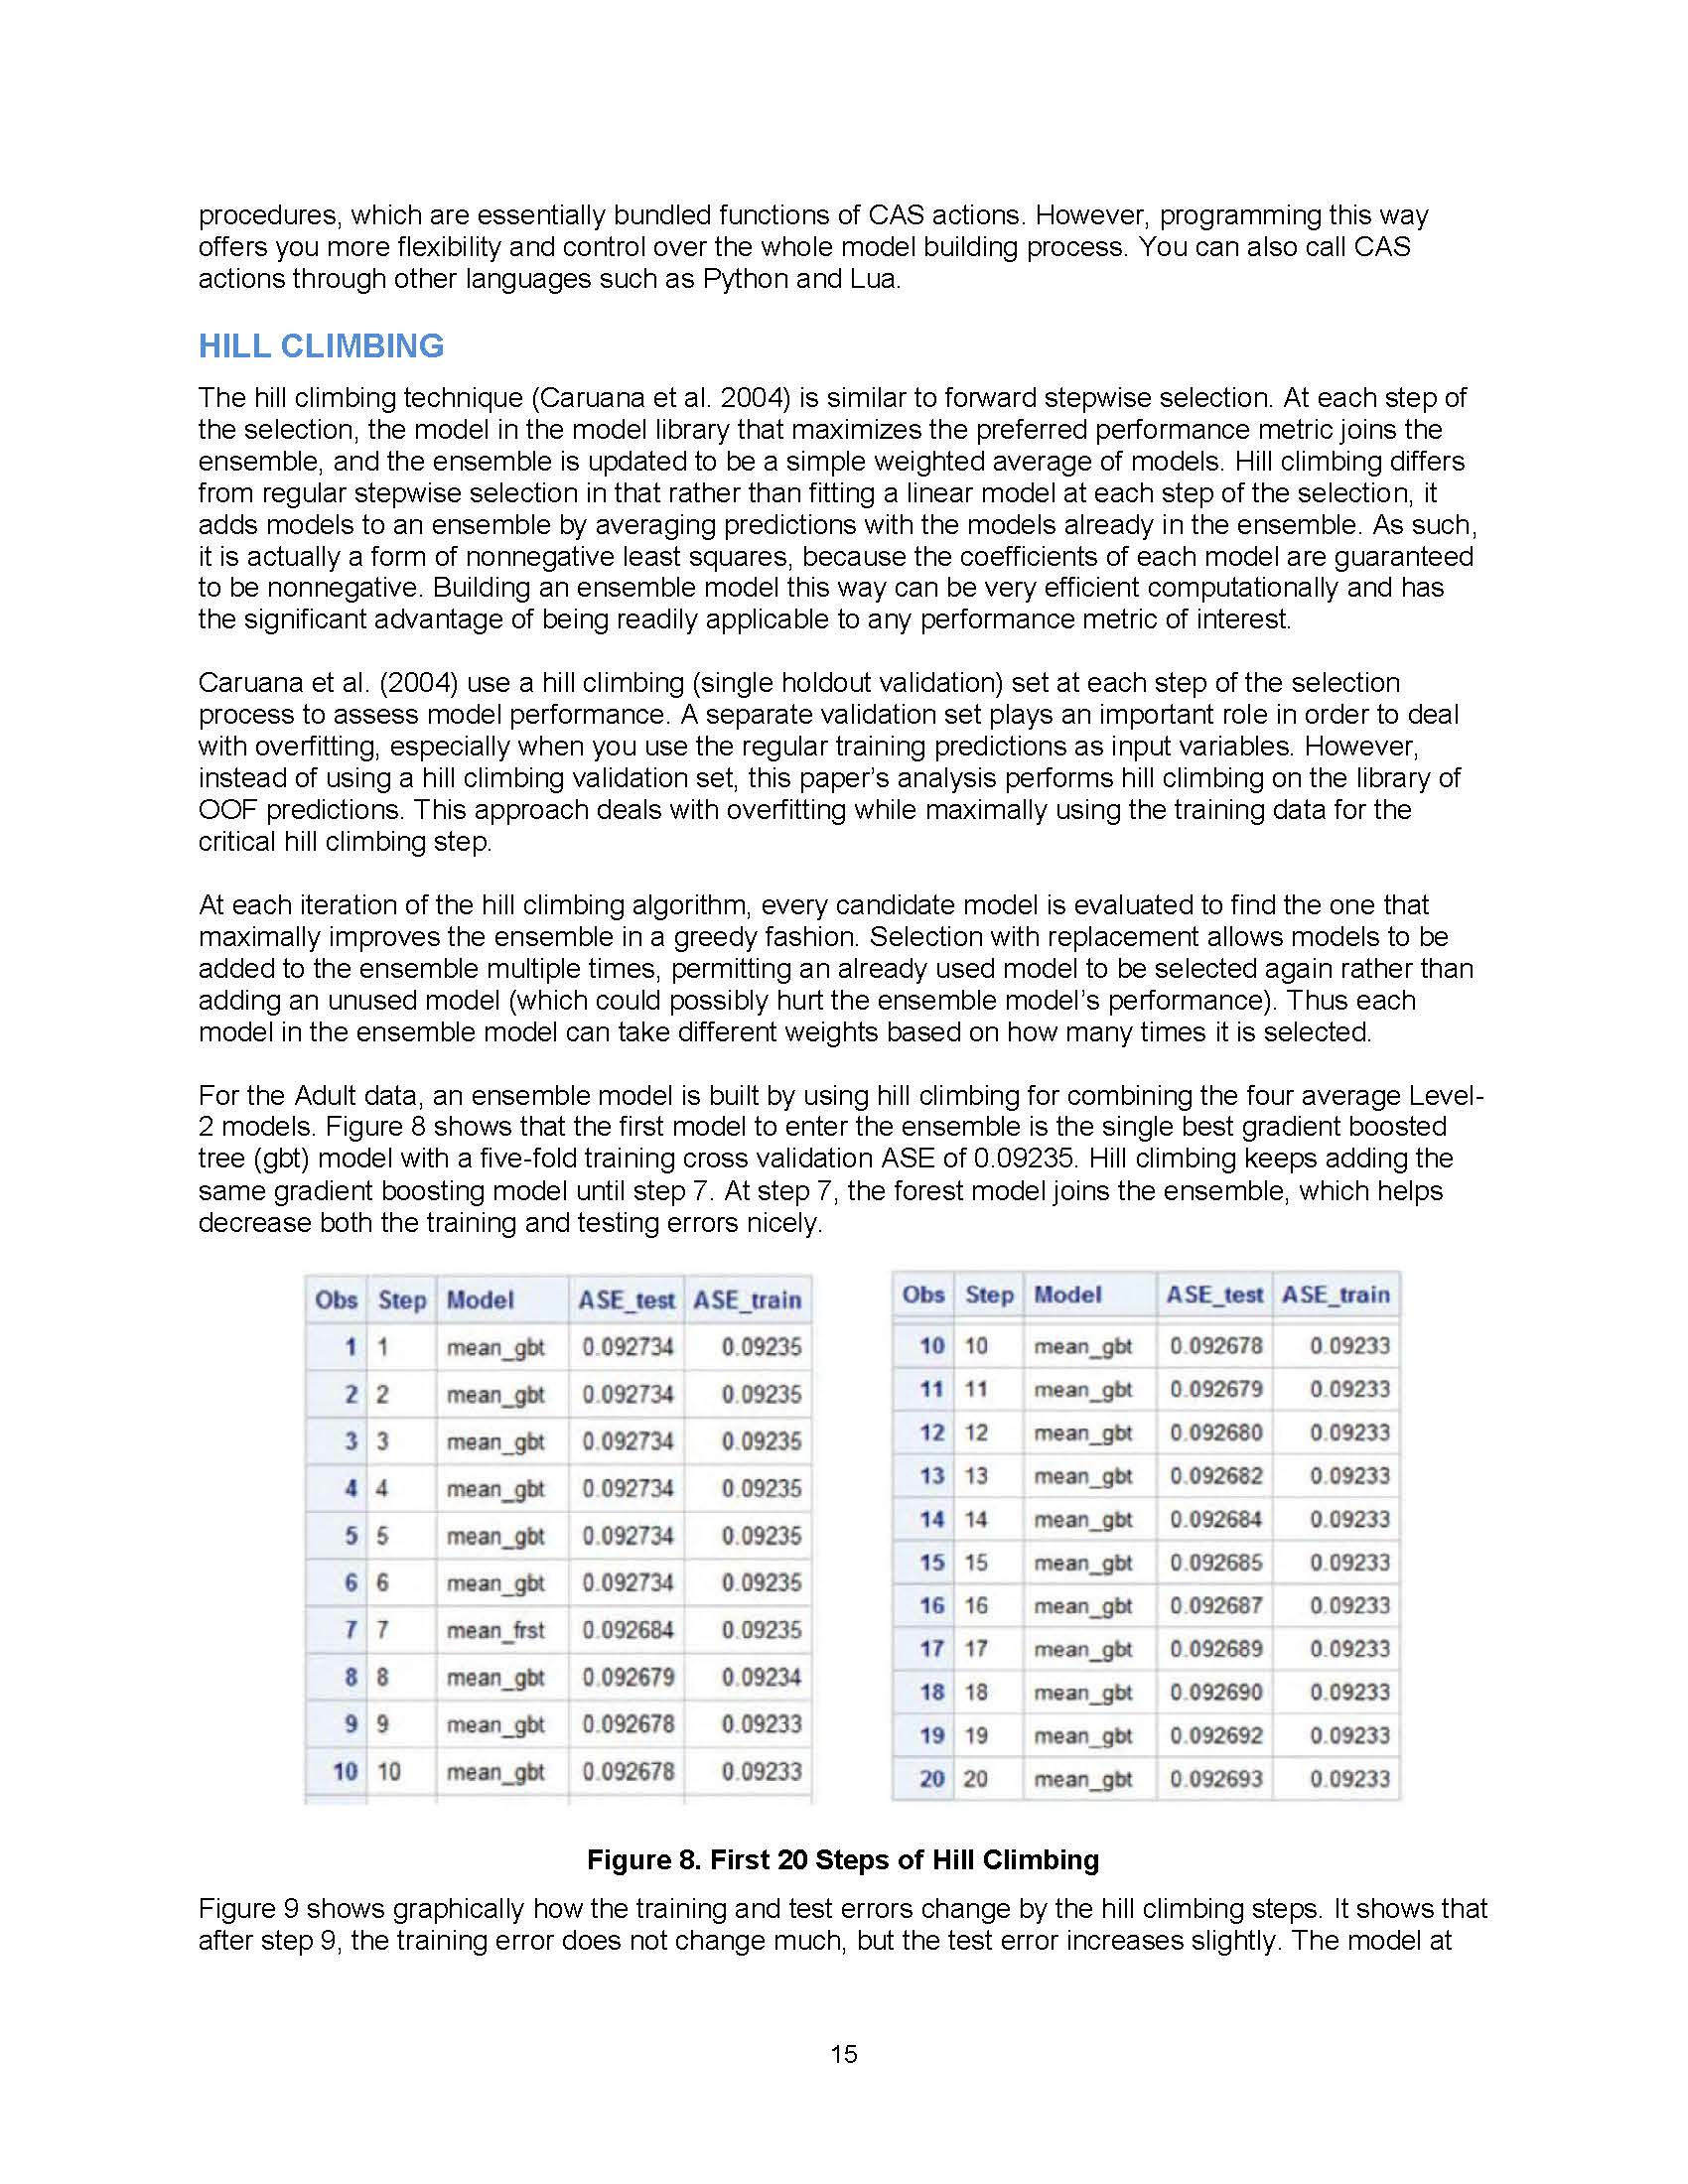 procedures, which are essentially bundled functions of CAS actions. However, programming this way
offers you more flexibility and control over the whole model building process. You can also call CAS
actions through other languages such as Python and Lua.
HILL CLIMBING
The hill climbing technique (Caruana et al. 2004) is similar to forward stepwise selection. At each step of
the selection, the model in the model library that maximizes the preferred performance metric joins the
ensemble, and the ensemble is updated to be a simple weighted average of models. Hill climbing differs
from regular stepwise selection in that rather than fitting a linear model at each step of the selection, it
adds models to an ensemble by averaging predictions with the models already in the ensemble. As such,
it is actually a form of nonnegative least squares, because the coefficients of each model are guaranteed
to be nonnegative. Building an ensemble model this way can be very efficient computationally and has
the significant advantage of being readily applicable to any performance metric of interest.
Caruana et al. (2004) use a hill climbing (single holdout validation) set at each step of the selection
process to assess model performance. A separate validation set plays an important role in order to deal
with overfitting, especially when you use the regular training predictions as input variables. However,
instead of using a hill climbing validation set, this paper's analysis performs hill climbing on the library of
OOF predictions. This approach deals with overfitting while maximally using the training data for the
critical hill climbing step.
At each iteration of the hill climbing algorithm, every candidate model is evaluated to find the one that
maximally improves the ensemble in a greedy fashion. Selection with replacement allows models to be
added to the ensemble multiple times, permitting an already used model to be selected again rather than
adding an unused model (which could possibly hurt the ensemble model's performance). Thus each
model in the ensemble model can take different weights based on how many times it is selected.
For the Adult data, an ensemble model is built by using hill climbing for combining the four average Level-
2 models. Figure 8 shows that the first model to enter the ensemble is the single best gradient boosted
tree (gbt) model with a five-fold training cross validation ASE of 0.09235. Hill climbing keeps adding the
same gradient boosting model until step 7. At step 7, the forest model joins the ensemble, which helps
decrease both the training and testing errors nicely.
Obs Step Model ASE_test ASE_train
1 1 mean_gbt 0.092734 0.09235
2 2 mean_gbt 0.092734 0.09235
3 3 mean_gbt 0.092734 0.09235
4 4 mean_gbt 0.092734 0.09235
5 5 mean_gbt 0.092734 0.09235
6 6 mean_gbt 0.092734 0.09235
7 7 mean_frst 0.092684 0.09235
8 8 mean_gbt 0.092679 0.09234
9 9 mean_gbt 0.092678 0.09233
10 10 mean_gbt 0.092678 0.09233
Obs Step Model ASE_test ASE_train
10 10 mean_gbt 0.092678 0.09233
11 11 mean_gbt 0.092679 0.09233
12 12 mean_gbt 0.092680 0.09233
13 13 mean_gbt 0.092682 0.09233
14 14 mean_gbt 0.092684 0.09233
15 15 mean_gbt 0.092685 0.09233
16 16 mean_gbt 0.092687 0.09233
17 17 mean_gbt 0.092689 0.09233
18 18 mean_gbt 0.092690 0.09233
19 19 mean_gbt 0.092692 0.09233
20 20 mean_gbt 0.092693 0.09233
Figure 8. First 20 Steps of Hill Climbing
Figure 9 shows graphically how the training and test errors change by the hill climbing steps. It shows that
after step 9, the training error does not change much, but the test error increases slightly. The model at
15